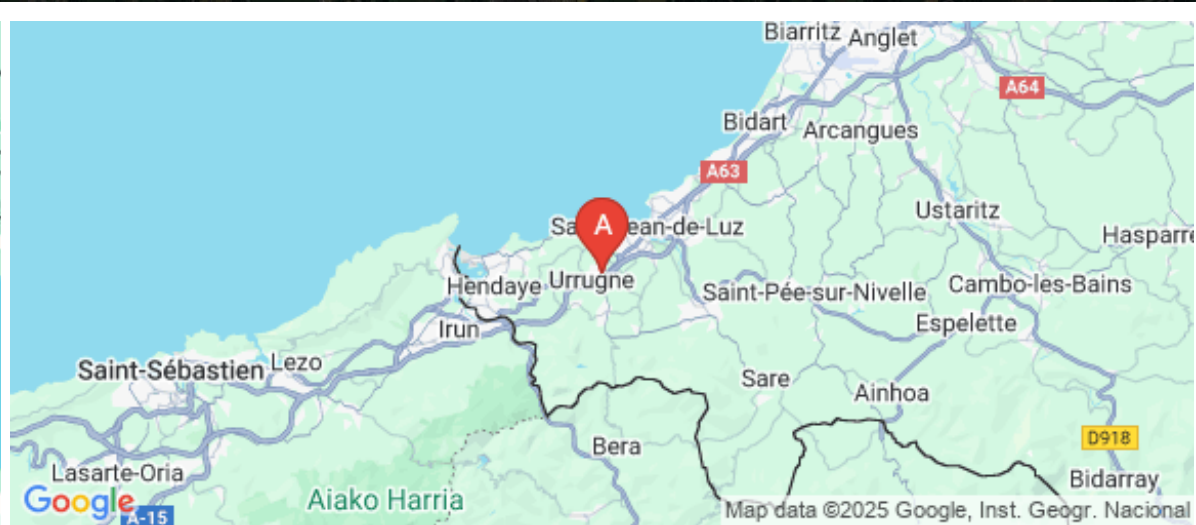 Biarritz
Anglet
A64
Bidart
Arcangues
A63
Ustaritz
A
Saint-Jean-de-Luz
Hasparre
Hendaye
Urrugne
Saint-Pée-sur-Nivelle
Cambo-les-Bains
Irun
Espelette
Saint-Sébastien
Lezo
Sare
Ainhoa
Bera
D918
Lasarte-Oria
Bidarray
Google
A-15
Aiako Harria
Map data ©2025 Google, Inst. Geogr. Nacional